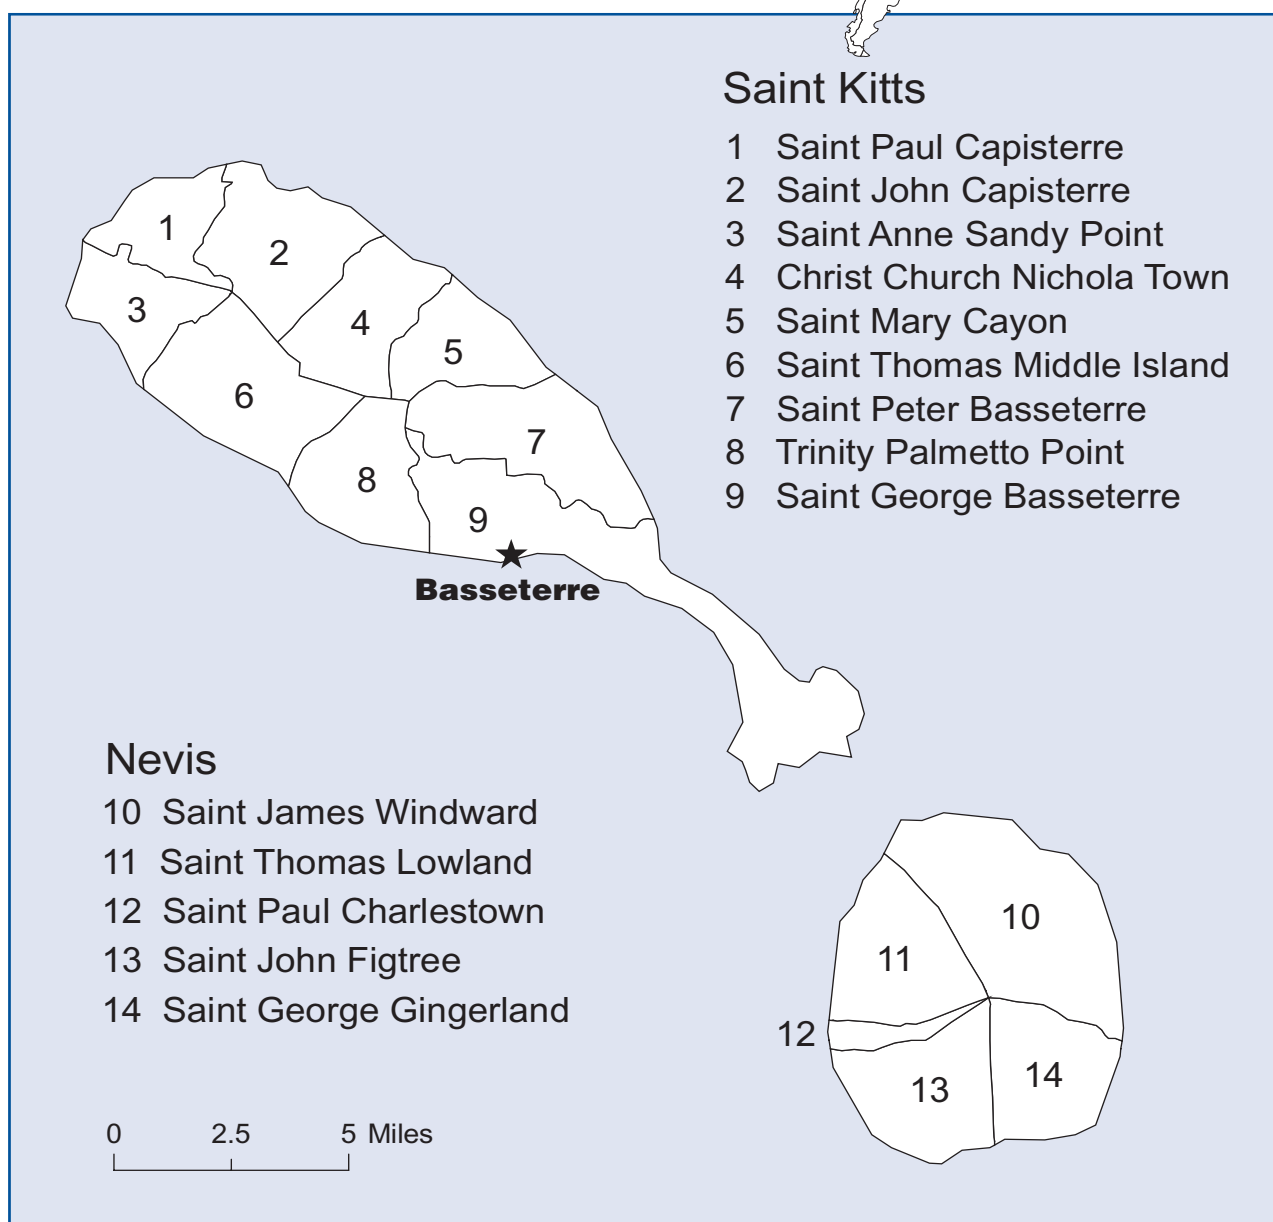 Saint Kitts
1 Saint Paul Capisterre
2 Saint John Capisterre
3 Saint Anne Sandy Point
4 Christ Church Nichola Town
5 Saint Mary Cayon
6 Saint Thomas Middle Island
7 Saint Peter Basseterre
8 Trinity Palmetto Point
9 Saint George Basseterre
1
2
3
4
5
6
7
8
9
Basseterre
Nevis
10 Saint James Windward
11 Saint Thomas Lowland
12 Saint Paul Charlestown
13 Saint John Figtree
14 Saint George Gingerland
10
11
12
13
14
0 2.5 5 Miles